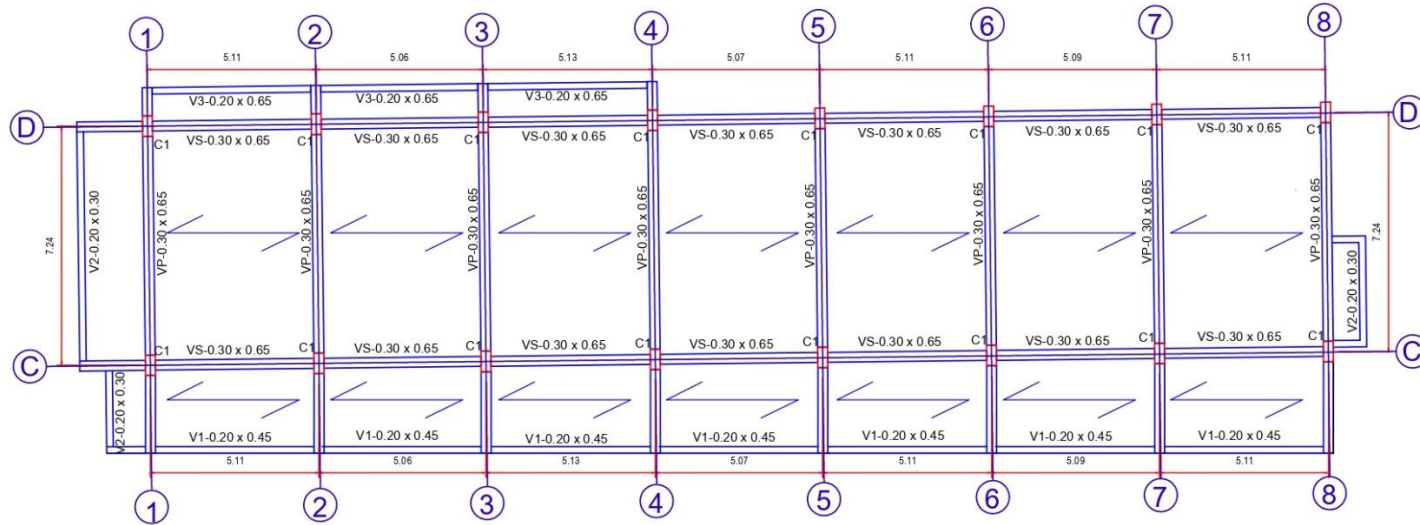 1 2 3 4 5 6 7 8
5.11 5.06 5.13 5.07 5.11 5.09 5.11
V3-0.20 x 0.65 V3-0.20 x 0.65 V3-0.20 x 0.65
D D
C1 C1 C1 C1 C1 C1 C1 C1
VS-0.30 x 0.65 VS-0.30 x 0.65 VS-0.30 x 0.65 VS-0.30 x 0.65 VS-0.30 x 0.65 VS-0.30 x 0.65 VS-0.30 x 0.65
7.24
V2-0.20 x 0.30
VP-0.30 x 0.65 VP-0.30 x 0.65 VP-0.30 x 0.65 VP-0.30 x 0.65 VP-0.30 x 0.65 VP-0.30 x 0.65 VP-0.30 x 0.65 VP-0.30 x 0.65
7.24
V2-0.20 x 0.30
C1 C1 C1 C1 C1 C1 C1 C1
VS-0.30 x 0.65 VS-0.30 x 0.65 VS-0.30 x 0.65 VS-0.30 x 0.65 VS-0.30 x 0.65 VS-0.30 x 0.65 VS-0.30 x 0.65
C C
V2-0.20 x 0.30
V1-0.20 x 0.45 V1-0.20 x 0.45 V1-0.20 x 0.45 V1-0.20 x 0.45 V1-0.20 x 0.45 V1-0.20 x 0.45 V1-0.20 x 0.45
5.11 5.06 5.13 5.07 5.11 5.09 5.11
1 2 3 4 5 6 7 8